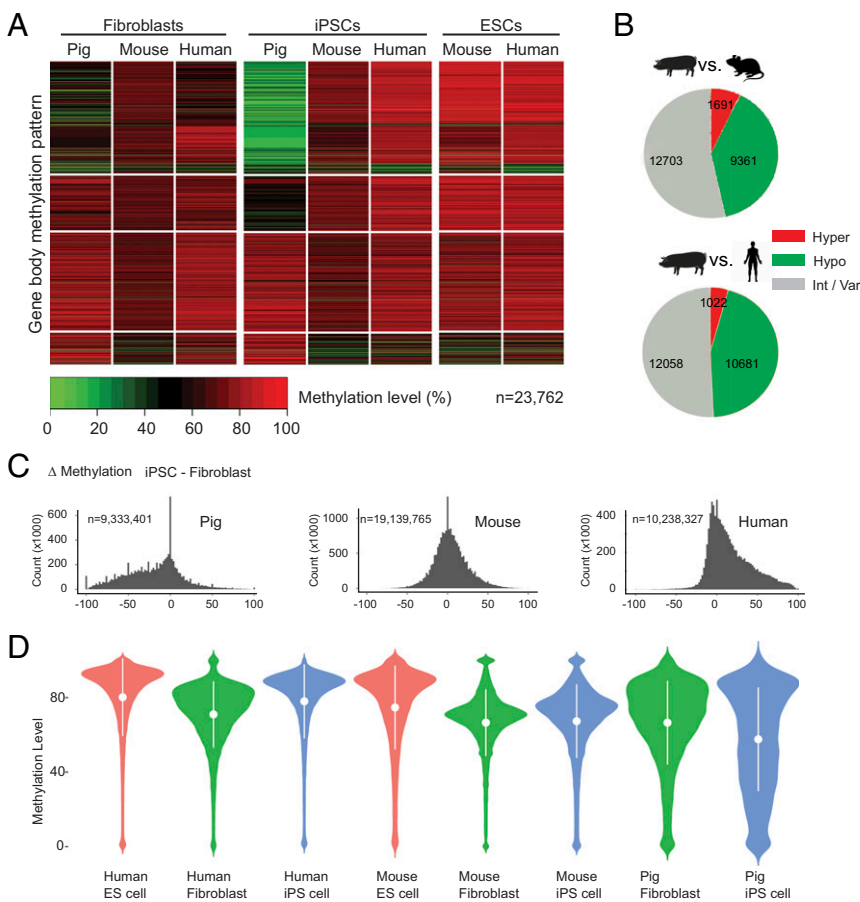 A
Fibroblasts iPSCs ESCs
Pig Mouse Human Pig Mouse Human Mouse Human
Gene body methylation pattern
0 20 40 60 80 100
Methylation level (%) n=23,762
B
vs.
1691
12703 9361
Hyper
Hypo
Int / Var
vs.
1022
12058 10681
C
Δ Methylation iPSC - Fibroblast
n=9,333,401
Pig
Count (x1000)
600
400
200
0
-100 -50 0 50 100
n=19,139,765
Mouse
Count (x1000)
1000
500
0
-100 -50 0 50 100
n=10,238,327
Human
Count (x1000)
400
200
0
-100 -50 0 50 100
D
Methylation Level
80-
40-
0-
Human
ES cell
Human
Fibroblast
Human
iPS cell
Mouse
ES cell
Mouse
Fibroblast
Mouse
iPS cell
Pig
Fibroblast
Pig
iPS cell